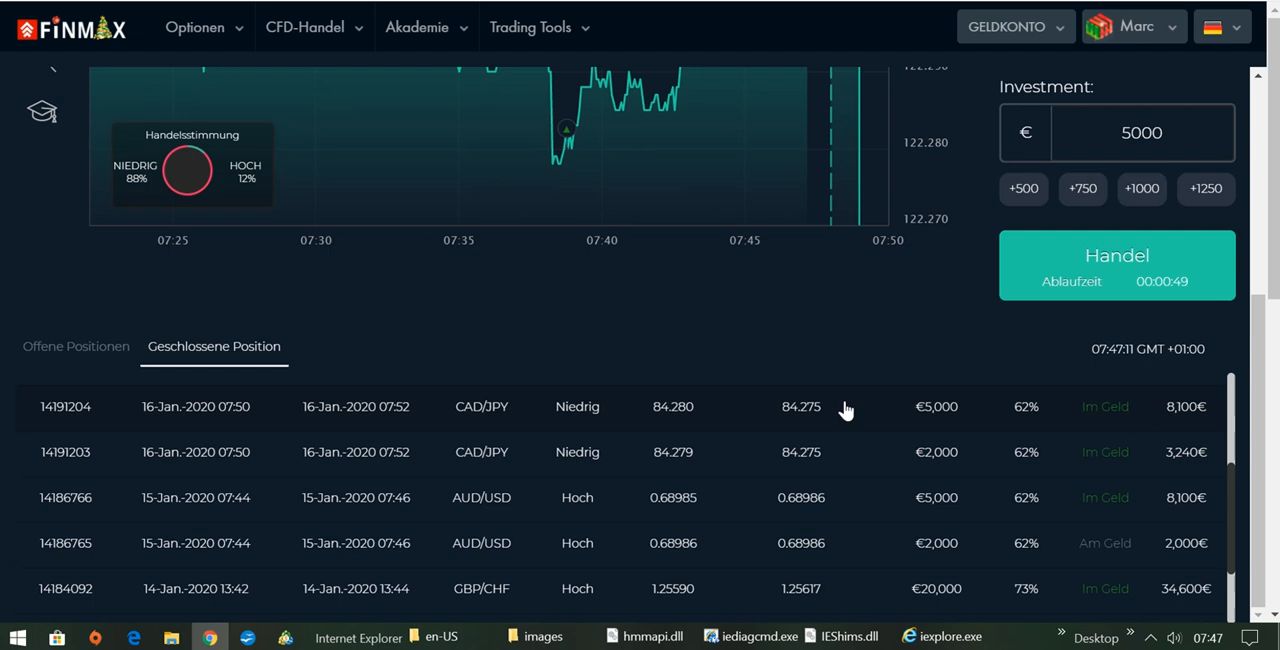 FiNMAX Optionen CFD-Handel Akademie Trading Tools GELDKONTO Marc
Investment:
€ 5000
+500 +750 +1000 +1250
Handel
Ablaufzeit 00:00:49
Handelsstimmung
NIEDRIG 88% HOCH 12%
122.280
122.270
07:25 07:30 07:35 07:40 07:45 07:50
Offene Positionen Geschlossene Position 07:47:11 GMT +01:00
14191204 16-Jan.-2020 07:50 16-Jan.-2020 07:52 CAD/JPY Niedrig 84.280 84.275 €5,000 62% Im Geld 8,100€
14191203 16-Jan.-2020 07:50 16-Jan.-2020 07:52 CAD/JPY Niedrig 84.279 84.275 €2,000 62% Im Geld 3,240€
14186766 15-Jan.-2020 07:44 15-Jan.-2020 07:46 AUD/USD Hoch 0.68985 0.68986 €5,000 62% Im Geld 8,100€
14186765 15-Jan.-2020 07:44 15-Jan.-2020 07:46 AUD/USD Hoch 0.68986 0.68986 €2,000 62% Am Geld 2,000€
14184092 14-Jan.-2020 13:42 14-Jan.-2020 13:44 GBP/CHF Hoch 1.25590 1.25617 €20,000 73% Im Geld 34,600€
Internet Explorer en-US images hmmapi.dll iediagcmd.exe IEShims.dll iexplore.exe » Desktop » 07:47